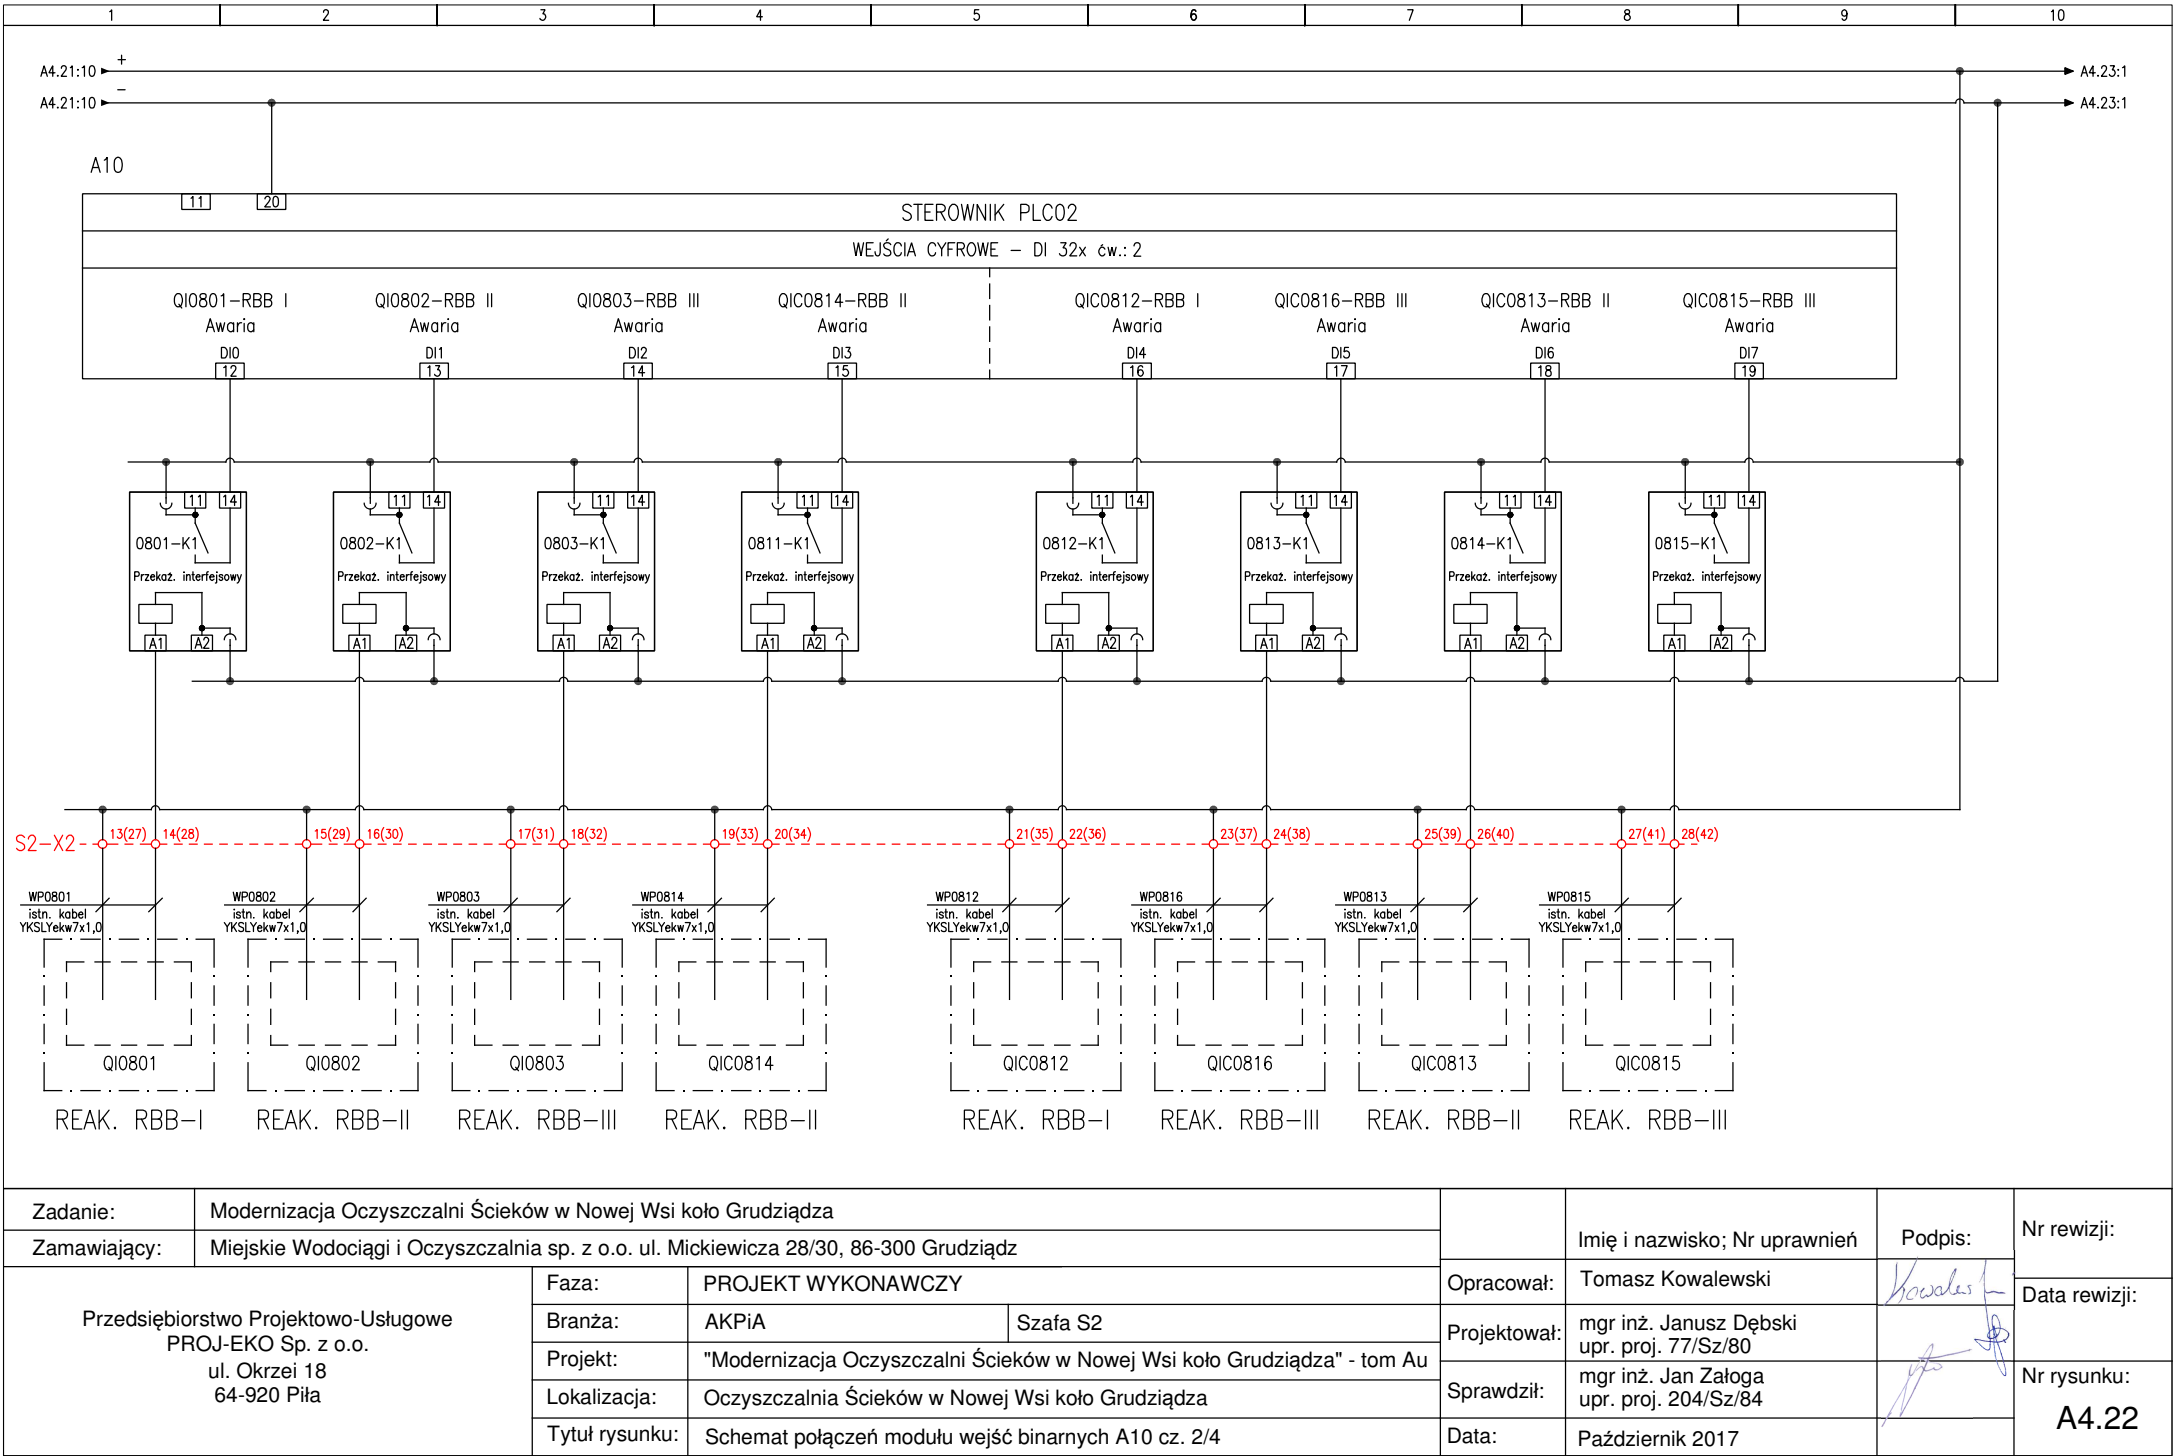 1 2 3 4 5 6 7 8 9 10
A4.21:10 + A4.23:1
A4.21:10 − A4.23:1
A10
11 20
STEROWNIK PLC02
WEJŚCIA CYFROWE – DI 32x ćw.: 2
QI0801–RBB I QI0802–RBB II QI0803–RBB III QIC0814–RBB II QIC0812–RBB I QIC0816–RBB III QIC0813–RBB II QIC0815–RBB III
Awaria Awaria Awaria Awaria Awaria Awaria Awaria Awaria
DI0 DI1 DI2 DI3 DI4 DI5 DI6 DI7
12 13 14 15 16 17 18 19
11 14 11 14 11 14 11 14 11 14 11 14 11 14 11 14
0801–K1 0802–K1 0803–K1 0811–K1 0812–K1 0813–K1 0814–K1 0815–K1
Przekaź. interfejsowy Przekaź. interfejsowy Przekaź. interfejsowy Przekaź. interfejsowy Przekaź. interfejsowy Przekaź. interfejsowy Przekaź. interfejsowy Przekaź. interfejsowy
A1 A2 A1 A2 A1 A2 A1 A2 A1 A2 A1 A2 A1 A2 A1 A2
S2–X2 13(27) 14(28) 15(29) 16(30) 17(31) 18(32) 19(33) 20(34) 21(35) 22(36) 23(37) 24(38) 25(39) 26(40) 27(41) 28(42)
WP0801 WP0802 WP0803 WP0814 WP0812 WP0816 WP0813 WP0815
istn. kabel istn. kabel istn. kabel istn. kabel istn. kabel istn. kabel istn. kabel istn. kabel
YKSLYekw7x1,0 YKSLYekw7x1,0 YKSLYekw7x1,0 YKSLYekw7x1,0 YKSLYekw7x1,0 YKSLYekw7x1,0 YKSLYekw7x1,0 YKSLYekw7x1,0
QI0801 QI0802 QI0803 QIC0814 QIC0812 QIC0816 QIC0813 QIC0815
REAK. RBB–I REAK. RBB–II REAK. RBB–III REAK. RBB–II REAK. RBB–I REAK. RBB–III REAK. RBB–II REAK. RBB–III
Zadanie: Modernizacja Oczyszczalni Ścieków w Nowej Wsi koło Grudziądza
Zamawiający: Miejskie Wodociągi i Oczyszczalnia sp. z o.o. ul. Mickiewicza 28/30, 86-300 Grudziądz
Przedsiębiorstwo Projektowo-Usługowe
PROJ-EKO Sp. z o.o.
ul. Okrzei 18
64-920 Piła
Faza: PROJEKT WYKONAWCZY
Branża: AKPiA Szafa S2
Projekt: "Modernizacja Oczyszczalni Ścieków w Nowej Wsi koło Grudziądza" - tom Au
Lokalizacja: Oczyszczalnia Ścieków w Nowej Wsi koło Grudziądza
Tytuł rysunku: Schemat połączeń modułu wejść binarnych A10 cz. 2/4
Imię i nazwisko; Nr uprawnień Podpis:
Opracował: Tomasz Kowalewski
Projektował: mgr inż. Janusz Dębski
upr. proj. 77/Sz/80
Sprawdził: mgr inż. Jan Załoga
upr. proj. 204/Sz/84
Data: Październik 2017
Nr rewizji:
Data rewizji:
Nr rysunku:
A4.22